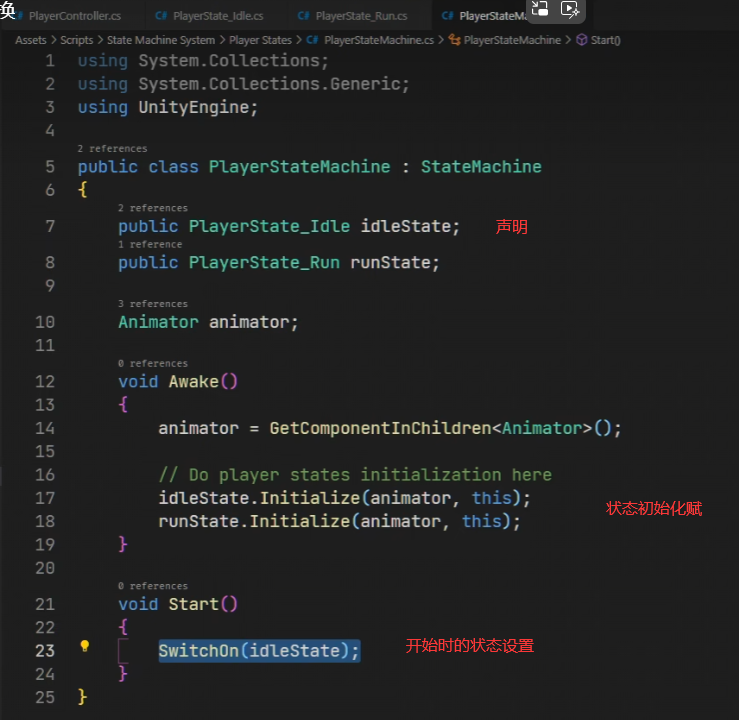 奂
PlayerController.cs PlayerState_Idle.cs PlayerState_Run.cs PlayerStateMa
Assets > Scripts > State Machine System > Player States > PlayerStateMachine.cs > PlayerStateMachine > Start()
1 using System.Collections;
2 using System.Collections.Generic;
3 using UnityEngine;
4
2 references
5 public class PlayerStateMachine : StateMachine
6 {
2 references
7 public PlayerState_Idle idleState; 声明
1 reference
8 public PlayerState_Run runState;
9
3 references
10 Animator animator;
11
0 references
12 void Awake()
13 {
14 animator = GetComponentInChildren<Animator>();
15
16 // Do player states initialization here
17 idleState.Initialize(animator, this);
18 runState.Initialize(animator, this); 状态初始化赋
19 }
20
0 references
21 void Start()
22 {
23 SwitchOn(idleState); 开始时的状态设置
24 }
25 }